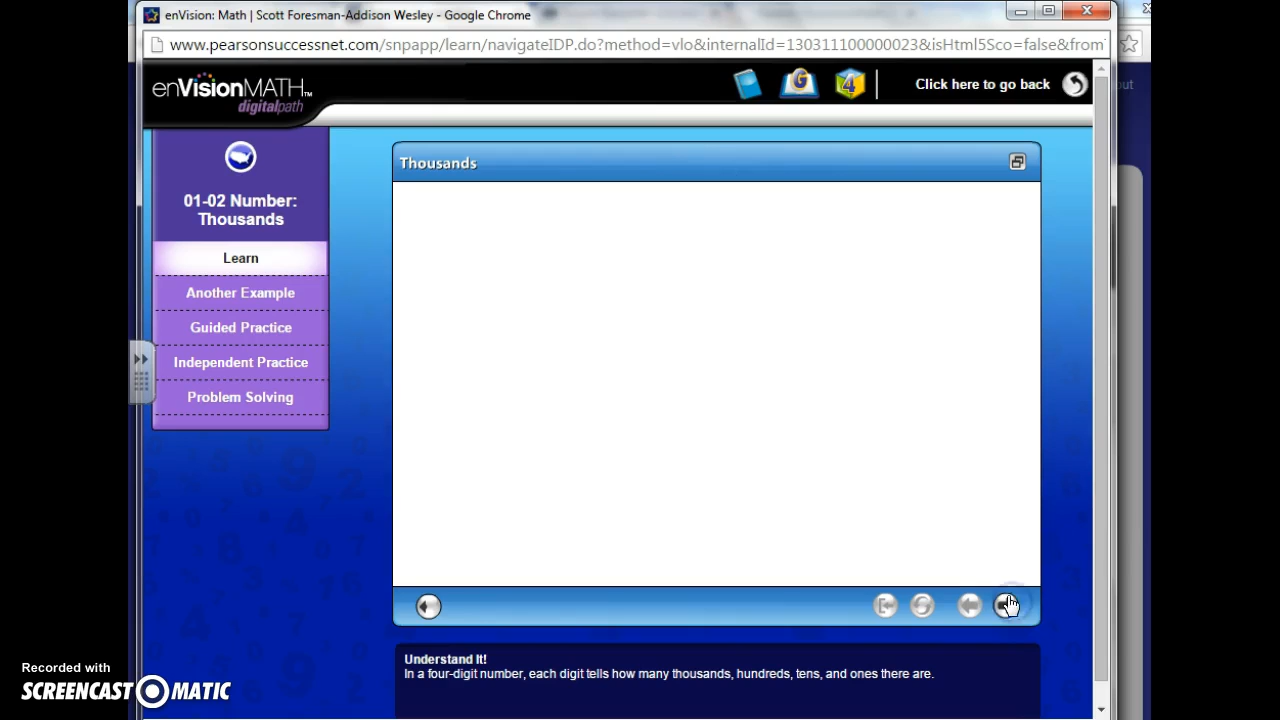 enVision: Math | Scott Foresman-Addison Wesley - Google Chrome
www.pearsonsuccessnet.com/snpapp/learn/navigateIDP.do?method=vlo&internalId=130311100000023&isHtml5Sco=false&from
enVisionMATH™
digitalpath
G
4
Click here to go back
out
01-02 Number:
Thousands
Learn
Another Example
Guided Practice
Independent Practice
Problem Solving
Thousands
Understand It!
In a four-digit number, each digit tells how many thousands, hundreds, tens, and ones there are.
Recorded with
SCREENCAST MATIC